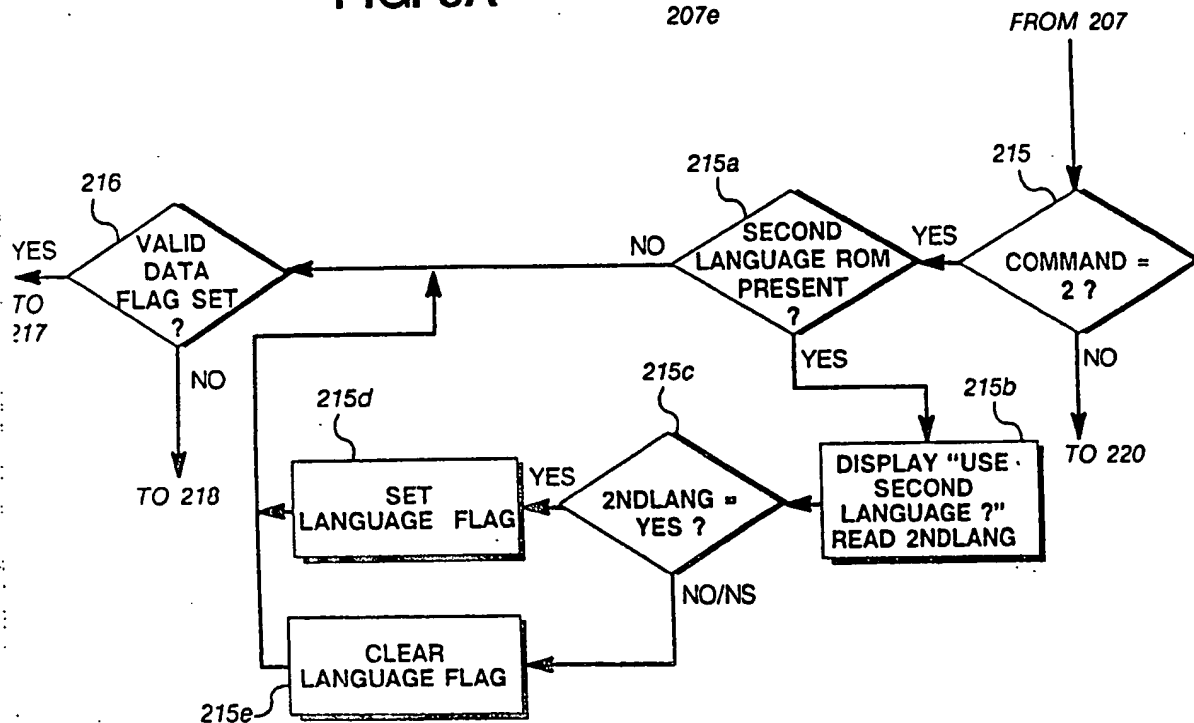 207e
FROM 207
216
215a
215
YES
VALID
DATA
FLAG SET
?
NO
SECOND
LANGUAGE ROM
PRESENT
?
YES
COMMAND =
2 ?
TO
217
NO
YES
NO
TO 218
215d
215c
215b
TO 220
SET
LANGUAGE FLAG
YES
2NDLANG =
YES ?
DISPLAY "USE
SECOND
LANGUAGE ?"
READ 2NDLANG
NO/NS
CLEAR
LANGUAGE FLAG
215e